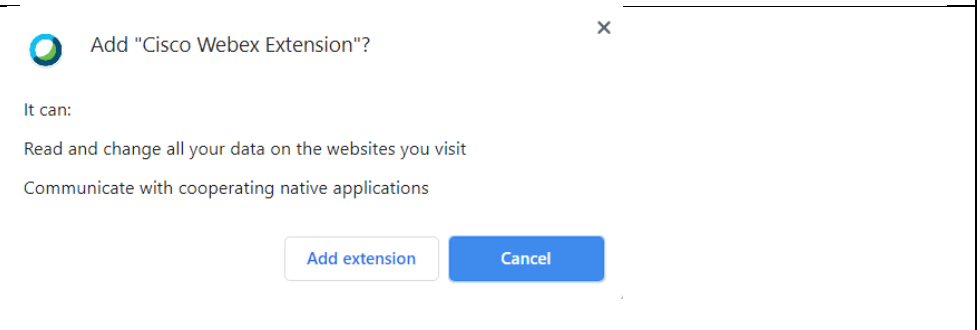 Add "Cisco Webex Extension"?
It can:
Read and change all your data on the websites you visit
Communicate with cooperating native applications
Add extension
Cancel